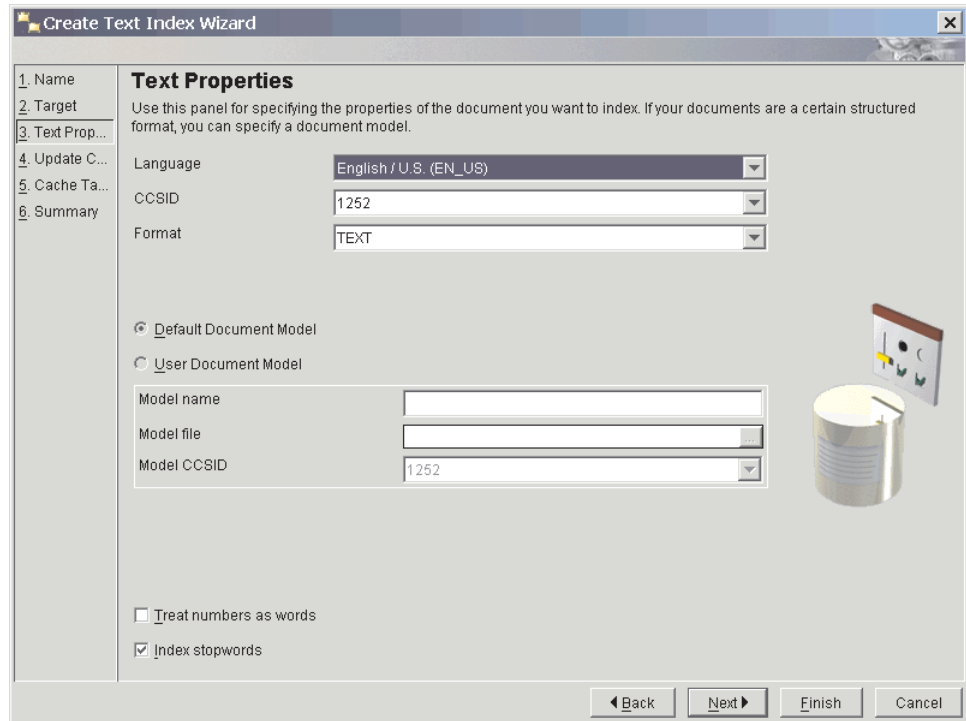 Create Text Index Wizard
1. Name
2. Target
3. Text Prop...
4. Update C...
5. Cache Ta...
6. Summary
Text Properties
Use this panel for specifying the properties of the document you want to index. If your documents are a certain structured
format, you can specify a document model.
Language
English / U.S. (EN_US)
CCSID
1252
Format
TEXT
Default Document Model
User Document Model
Model name
Model file
...
Model CCSID
1252
Treat numbers as words
Index stopwords
Back
Next
Finish
Cancel